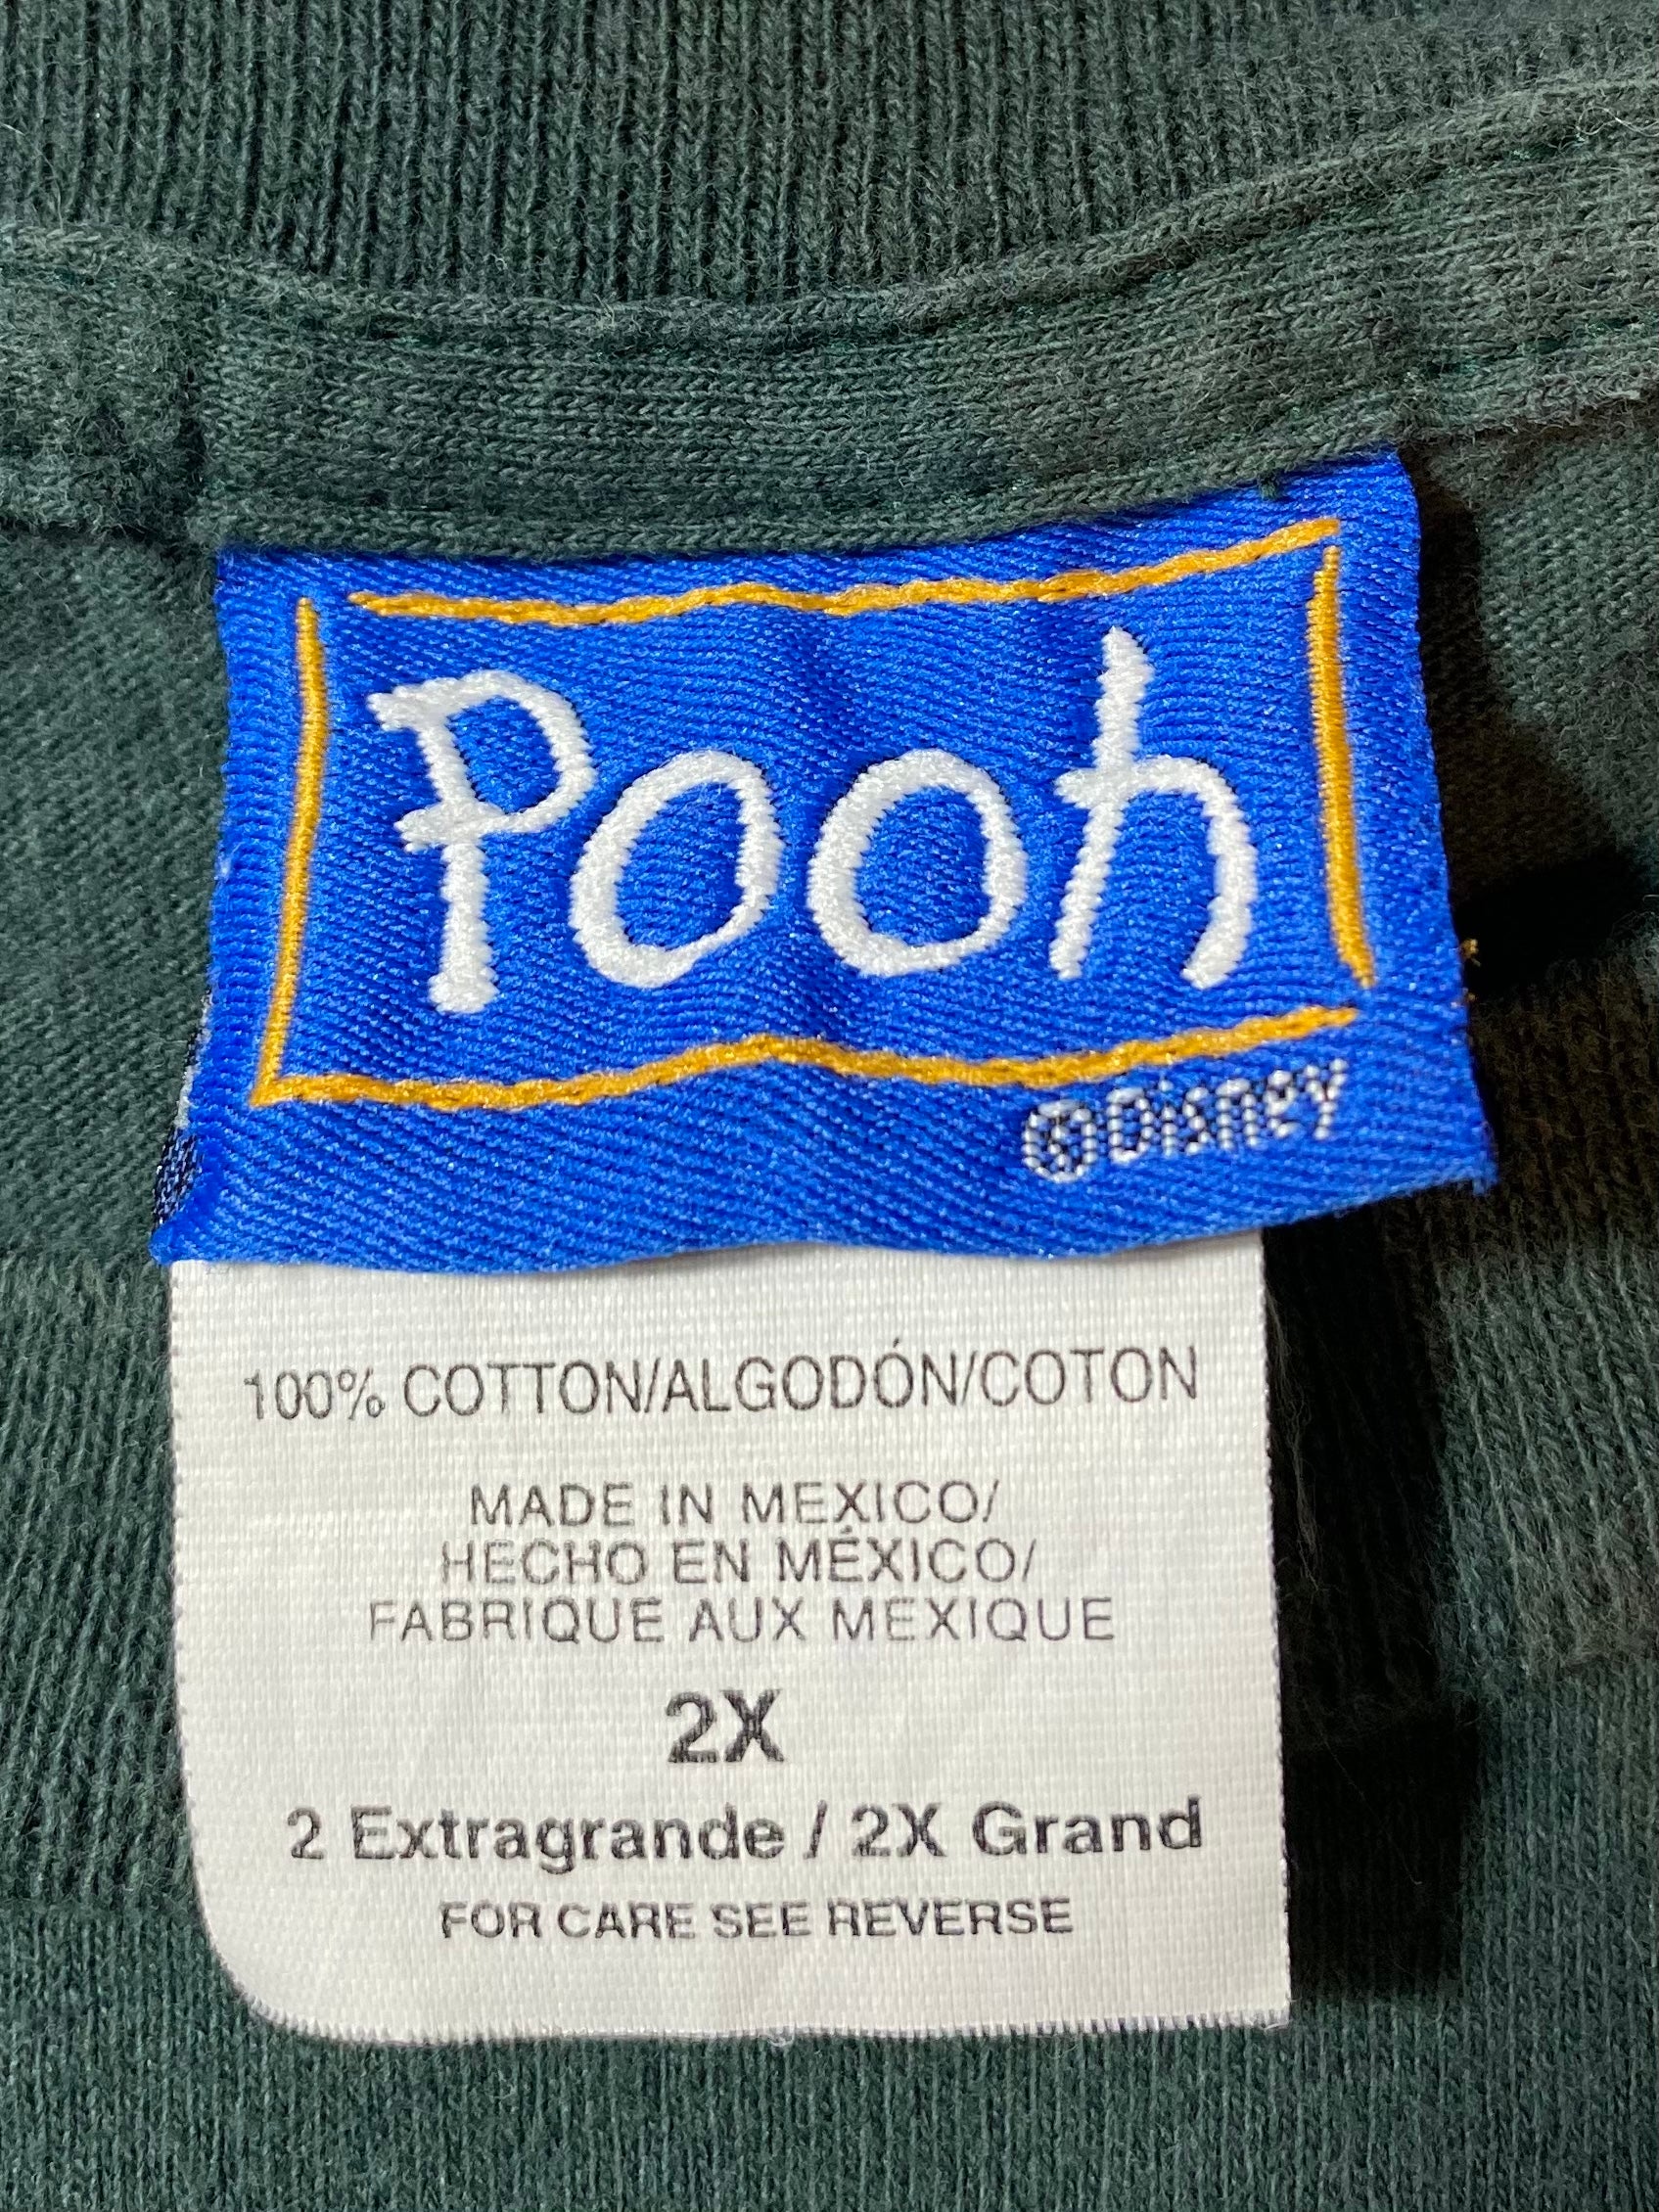 Pooh
©Disney
100% COTTON/ALGODÓN/COTON
MADE IN MEXICO/
HECHO EN MÉXICO/
FABRIQUE AUX MEXIQUE
2X
2 Extragrande / 2X Grand
FOR CARE SEE REVERSE